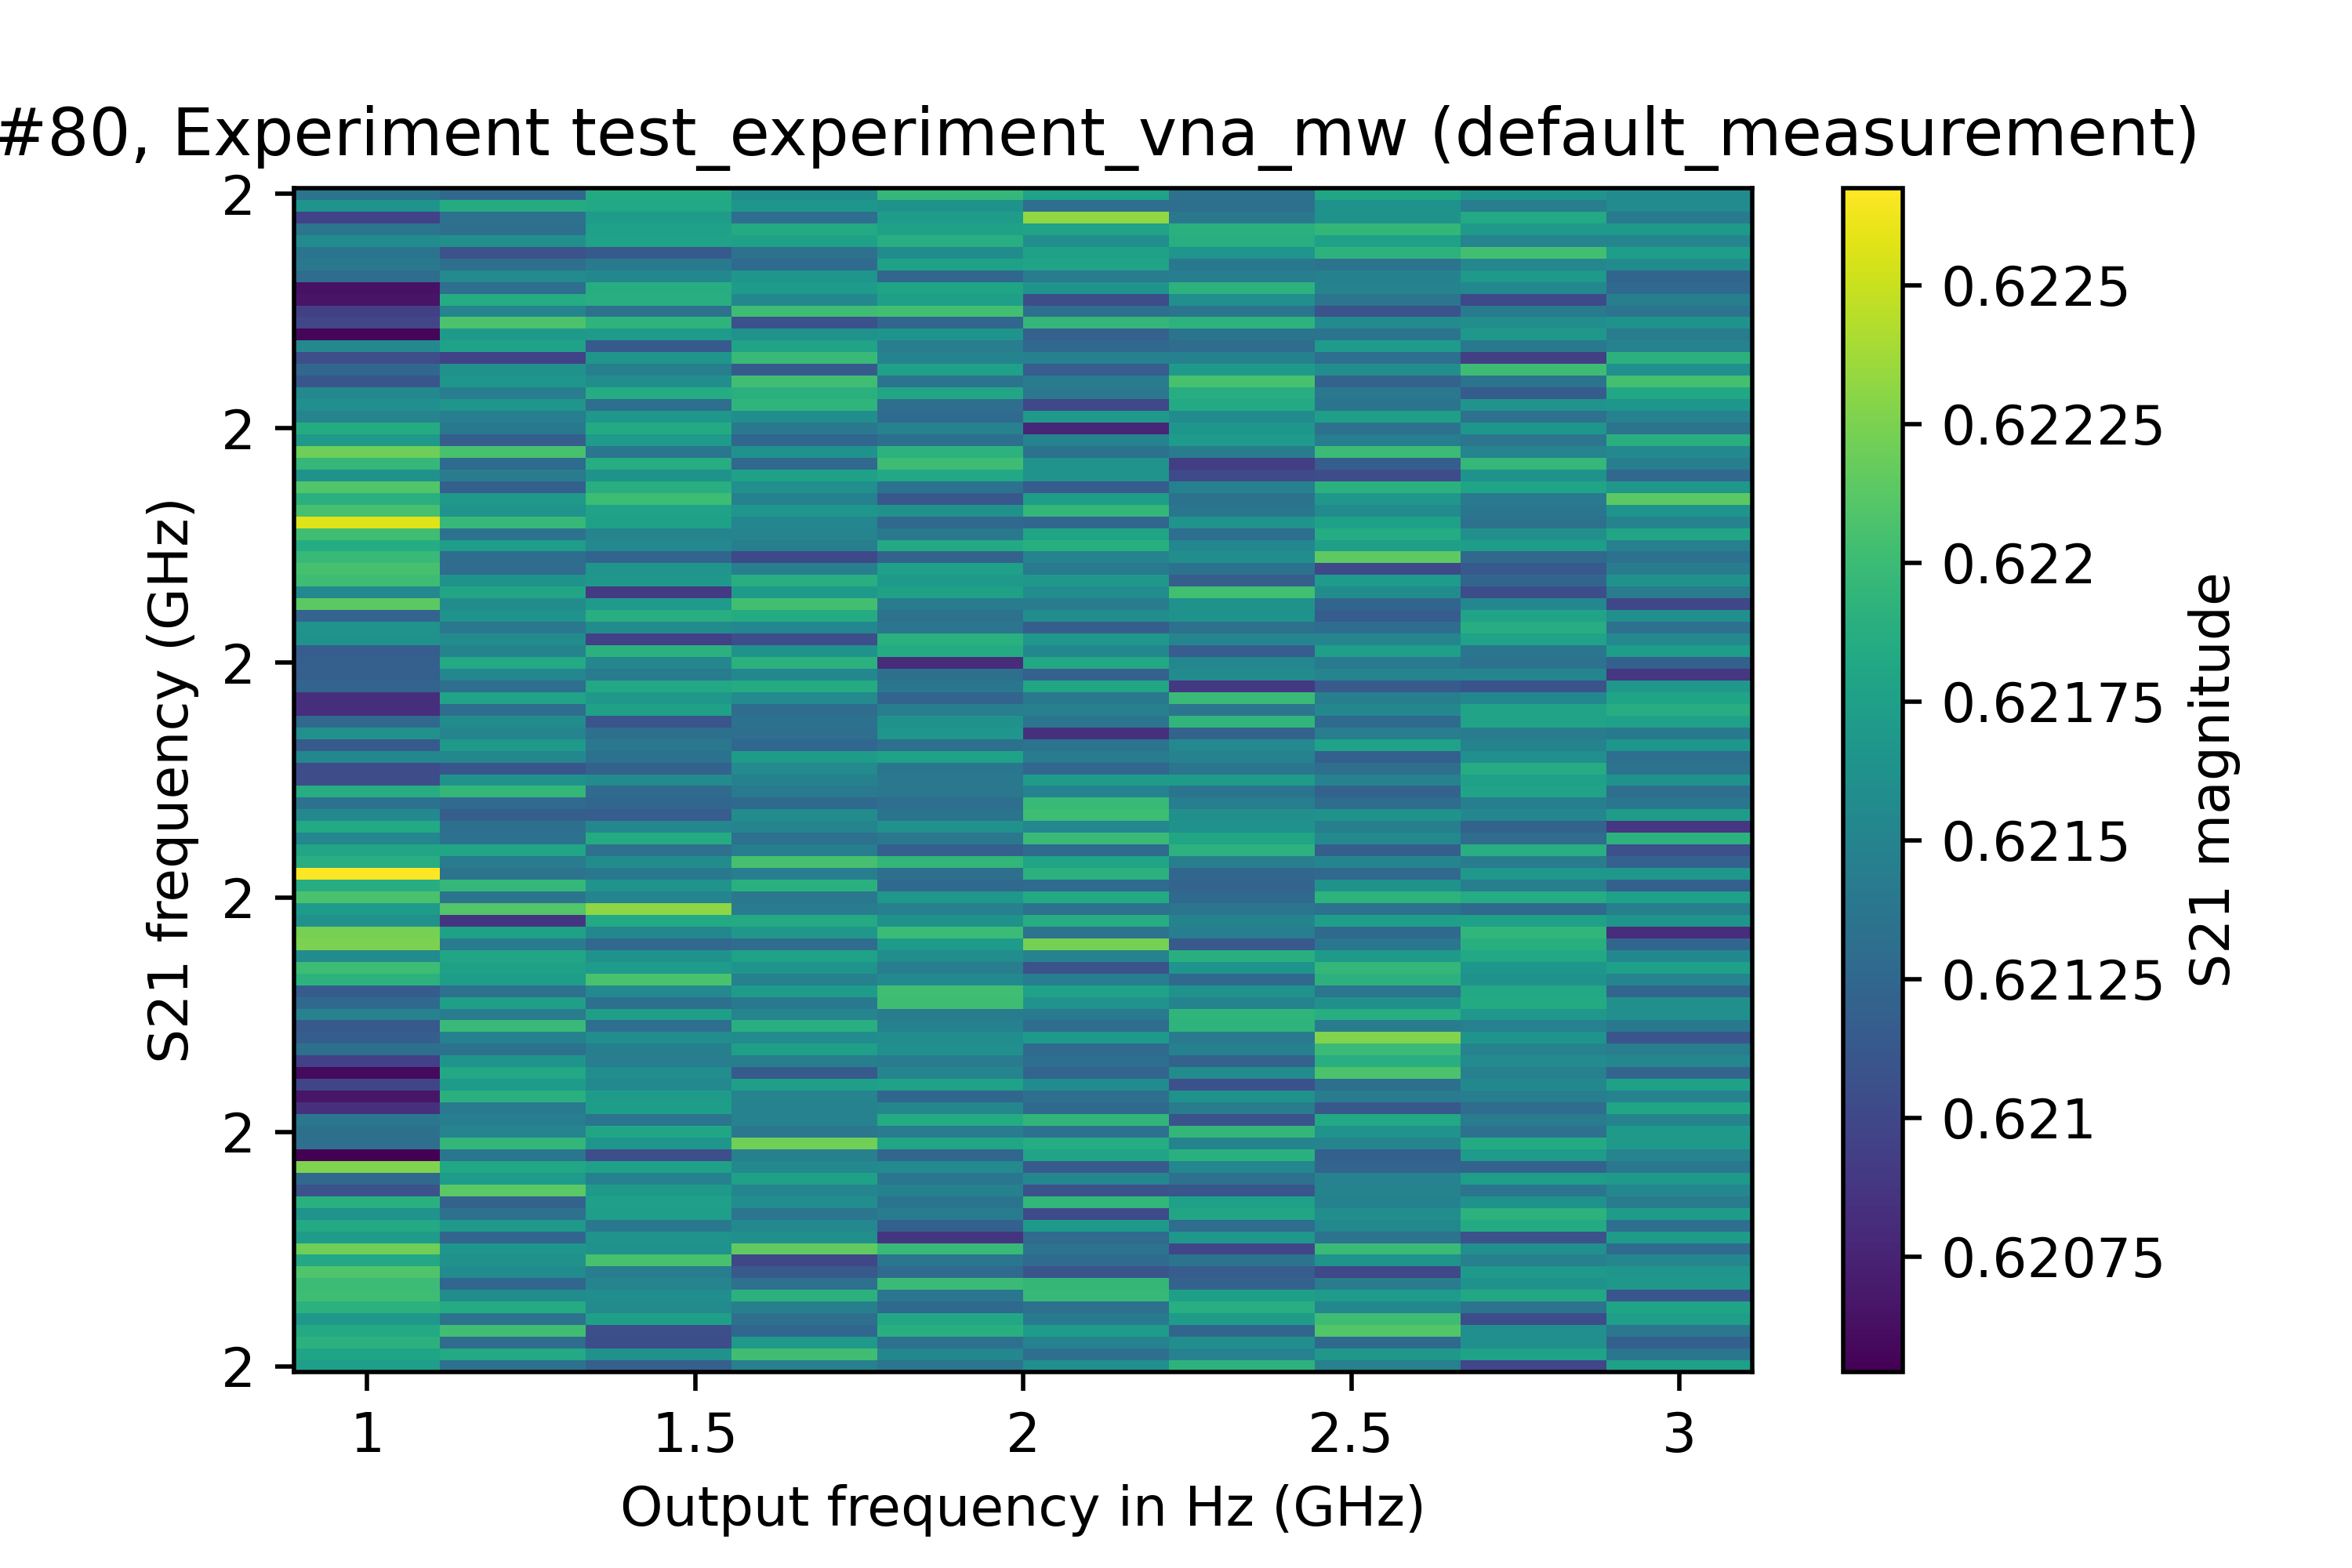 #80, Experiment test_experiment_vna_mw (default_measurement)
2
2
2
2
2
2
S21 frequency (GHz)
1 1.5 2 2.5 3
Output frequency in Hz (GHz)
0.6225
0.62225
0.622
0.62175
0.6215
0.62125
0.621
0.62075
S21 magnitude